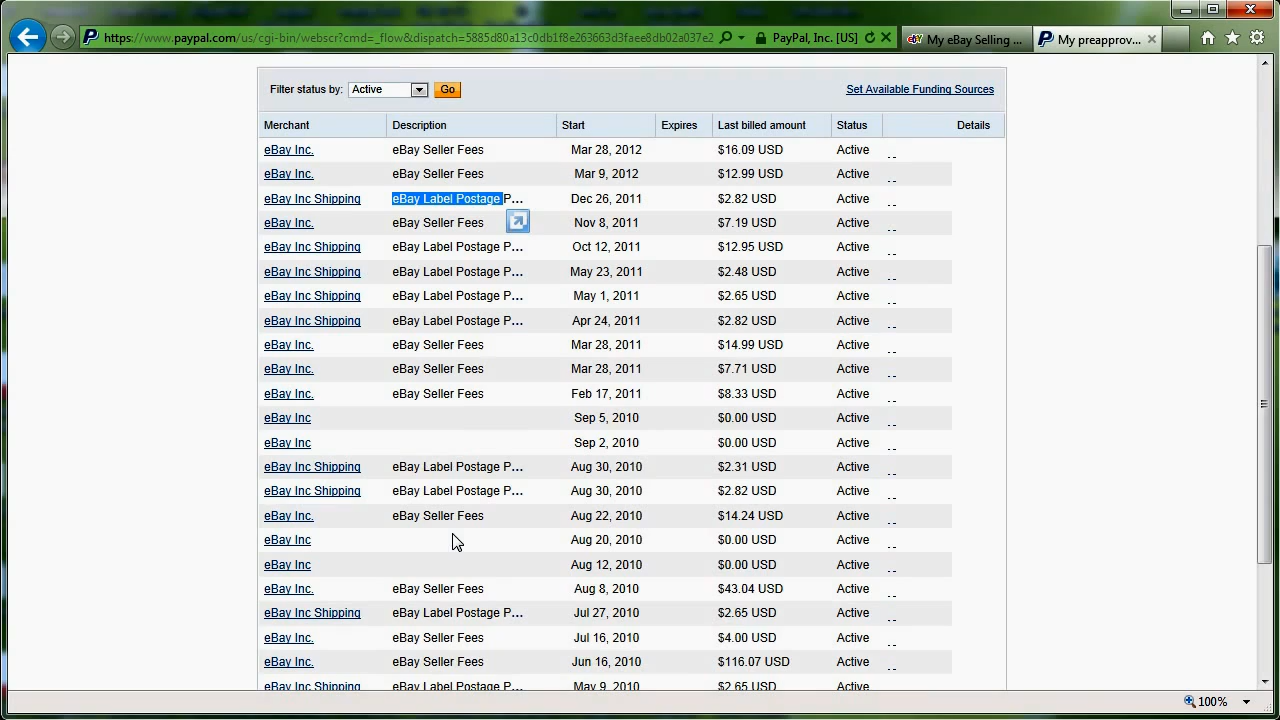 https://www.paypal.com/us/cgi-bin/webscr?cmd=_flow&dispatch=5885d80a13c0db1f8e263663d3faee8db02a037e2 PayPal, Inc. [US] My eBay Selling ... My preapprov...
Filter status by: Active Go Set Available Funding Sources
Merchant Description Start Expires Last billed amount Status Details
eBay Inc. eBay Seller Fees Mar 28, 2012 $16.09 USD Active
eBay Inc. eBay Seller Fees Mar 9, 2012 $12.99 USD Active
eBay Inc Shipping eBay Label Postage P... Dec 26, 2011 $2.82 USD Active
eBay Inc. eBay Seller Fees Nov 8, 2011 $7.19 USD Active
eBay Inc Shipping eBay Label Postage P... Oct 12, 2011 $12.95 USD Active
eBay Inc Shipping eBay Label Postage P... May 23, 2011 $2.48 USD Active
eBay Inc Shipping eBay Label Postage P... May 1, 2011 $2.65 USD Active
eBay Inc Shipping eBay Label Postage P... Apr 24, 2011 $2.82 USD Active
eBay Inc. eBay Seller Fees Mar 28, 2011 $14.99 USD Active
eBay Inc. eBay Seller Fees Mar 28, 2011 $7.71 USD Active
eBay Inc. eBay Seller Fees Feb 17, 2011 $8.33 USD Active
eBay Inc Sep 5, 2010 $0.00 USD Active
eBay Inc Sep 2, 2010 $0.00 USD Active
eBay Inc Shipping eBay Label Postage P... Aug 30, 2010 $2.31 USD Active
eBay Inc Shipping eBay Label Postage P... Aug 30, 2010 $2.82 USD Active
eBay Inc. eBay Seller Fees Aug 22, 2010 $14.24 USD Active
eBay Inc Aug 20, 2010 $0.00 USD Active
eBay Inc Aug 12, 2010 $0.00 USD Active
eBay Inc. eBay Seller Fees Aug 8, 2010 $43.04 USD Active
eBay Inc Shipping eBay Label Postage P... Jul 27, 2010 $2.65 USD Active
eBay Inc. eBay Seller Fees Jul 16, 2010 $4.00 USD Active
eBay Inc. eBay Seller Fees Jun 16, 2010 $116.07 USD Active
eBay Inc Shipping eBay Label Postage P... May 9, 2010 $2.65 USD Active
100%